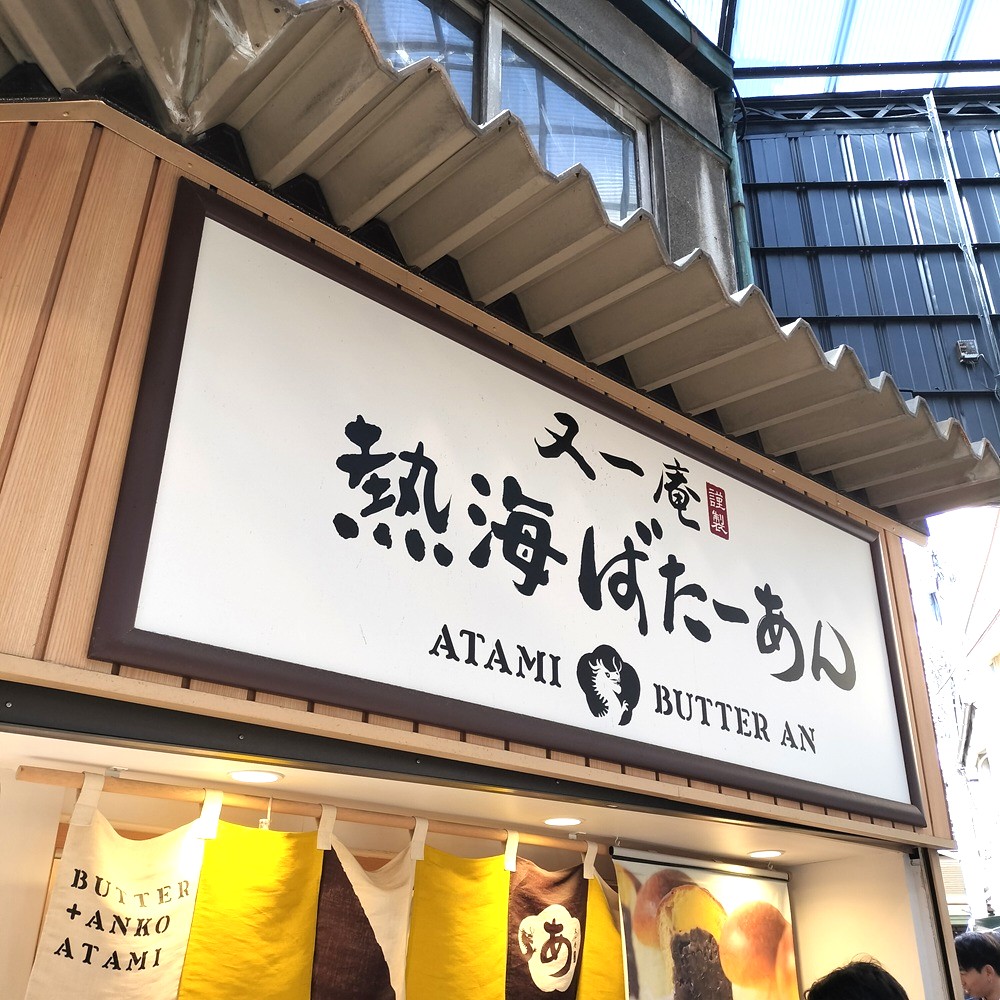 又一庵
謹製
熱海ばたーあん
ATAMI BUTTER AN
BUTTER
+ANKO
ATAMI
あ